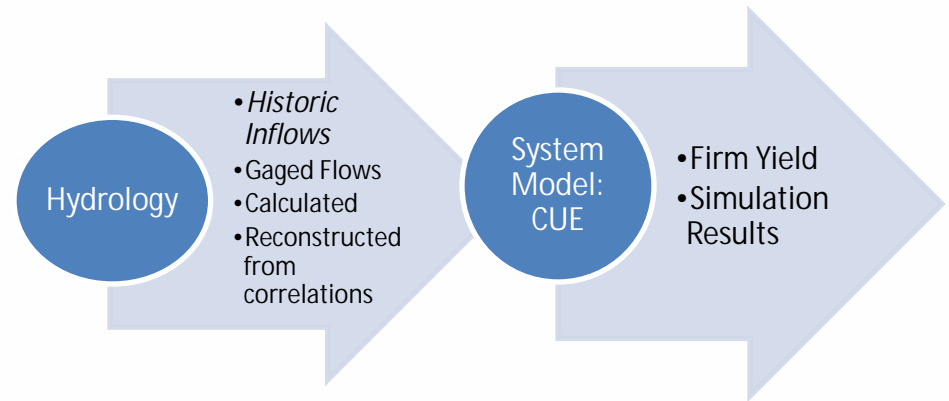 Hydrology
•Historic
Inflows
•Gaged Flows
•Calculated
•Reconstructed
from
correlations
System
Model:
CUE
•Firm Yield
•Simulation
Results